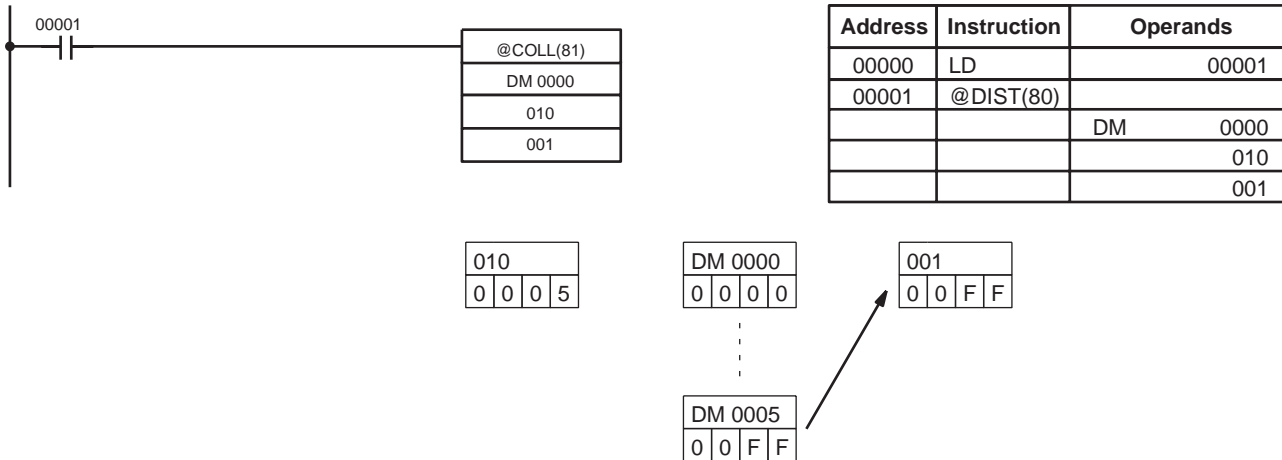 00001
@COLL(81)
DM 0000
010
001
Address Instruction Operands
00000 LD 00001
00001 @DIST(80)
DM 0000
010
001
010
0 0 0 5
DM 0000
0 0 0 0
001
0 0 F F
DM 0005
0 0 F F